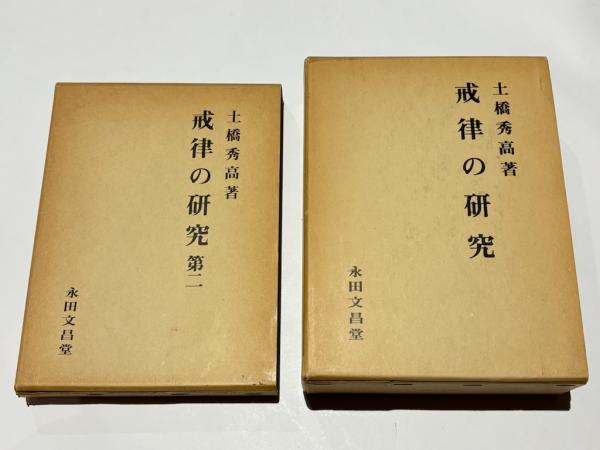 土橋秀高著
戒律の研究
永田文昌堂
土橋秀高著
戒律の研究 第二
永田文昌堂